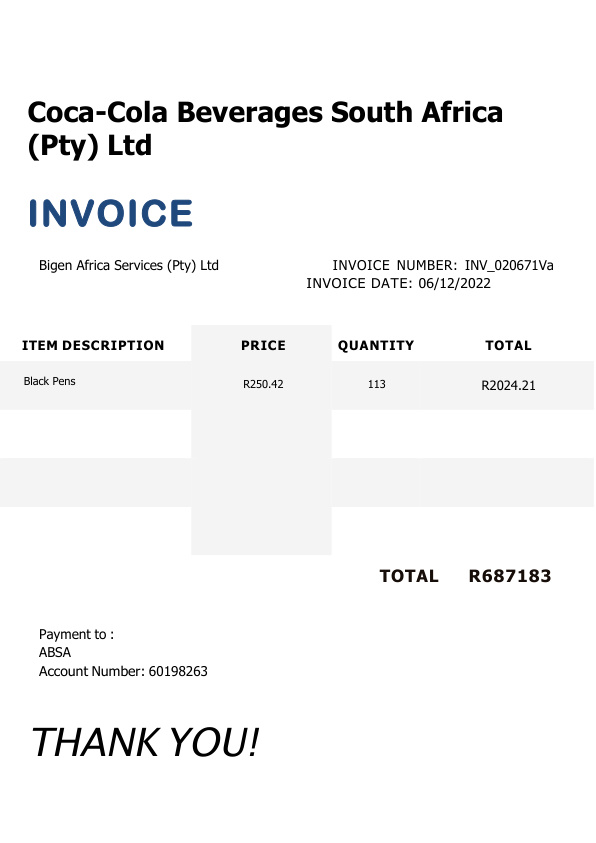 Coca-Cola Beverages South Africa
(Pty) Ltd
INVOICE
Bigen Africa Services (Pty) Ltd INVOICE NUMBER: INV_020671Va
INVOICE DATE: 06/12/2022
ITEM DESCRIPTION PRICE QUANTITY TOTAL
Black Pens R250.42 113 R2024.21
TOTAL R687183
Payment to :
ABSA
Account Number: 60198263
THANK YOU!